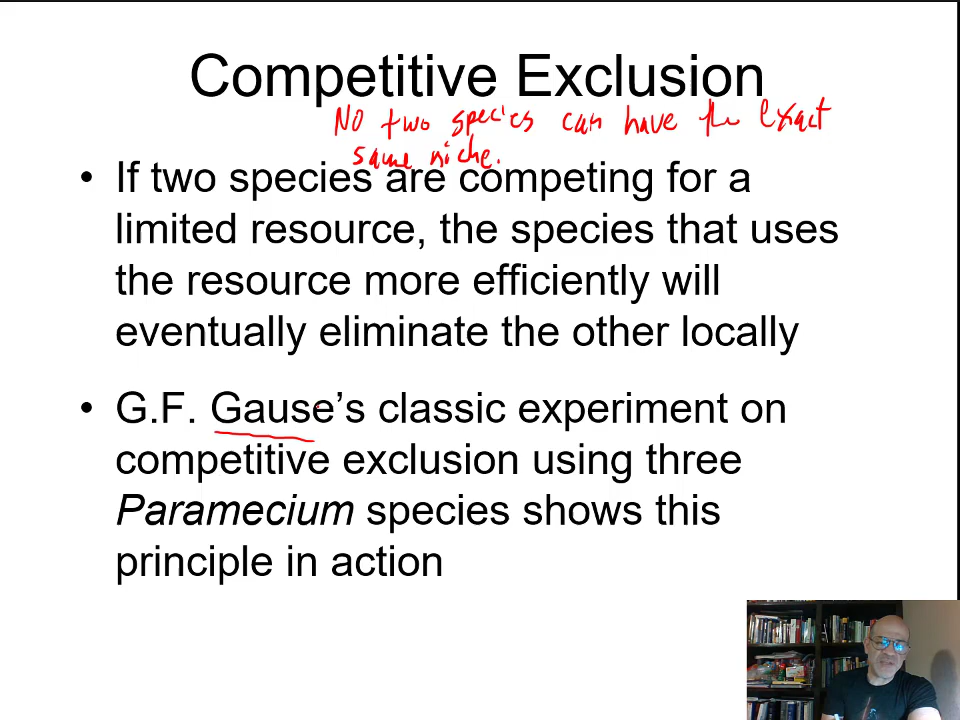 Competitive Exclusion
No two species can have the exact
same niche.
• If two species are competing for a
limited resource, the species that uses
the resource more efficiently will
eventually eliminate the other locally
• G.F. Gause's classic experiment on
competitive exclusion using three
Paramecium species shows this
principle in action